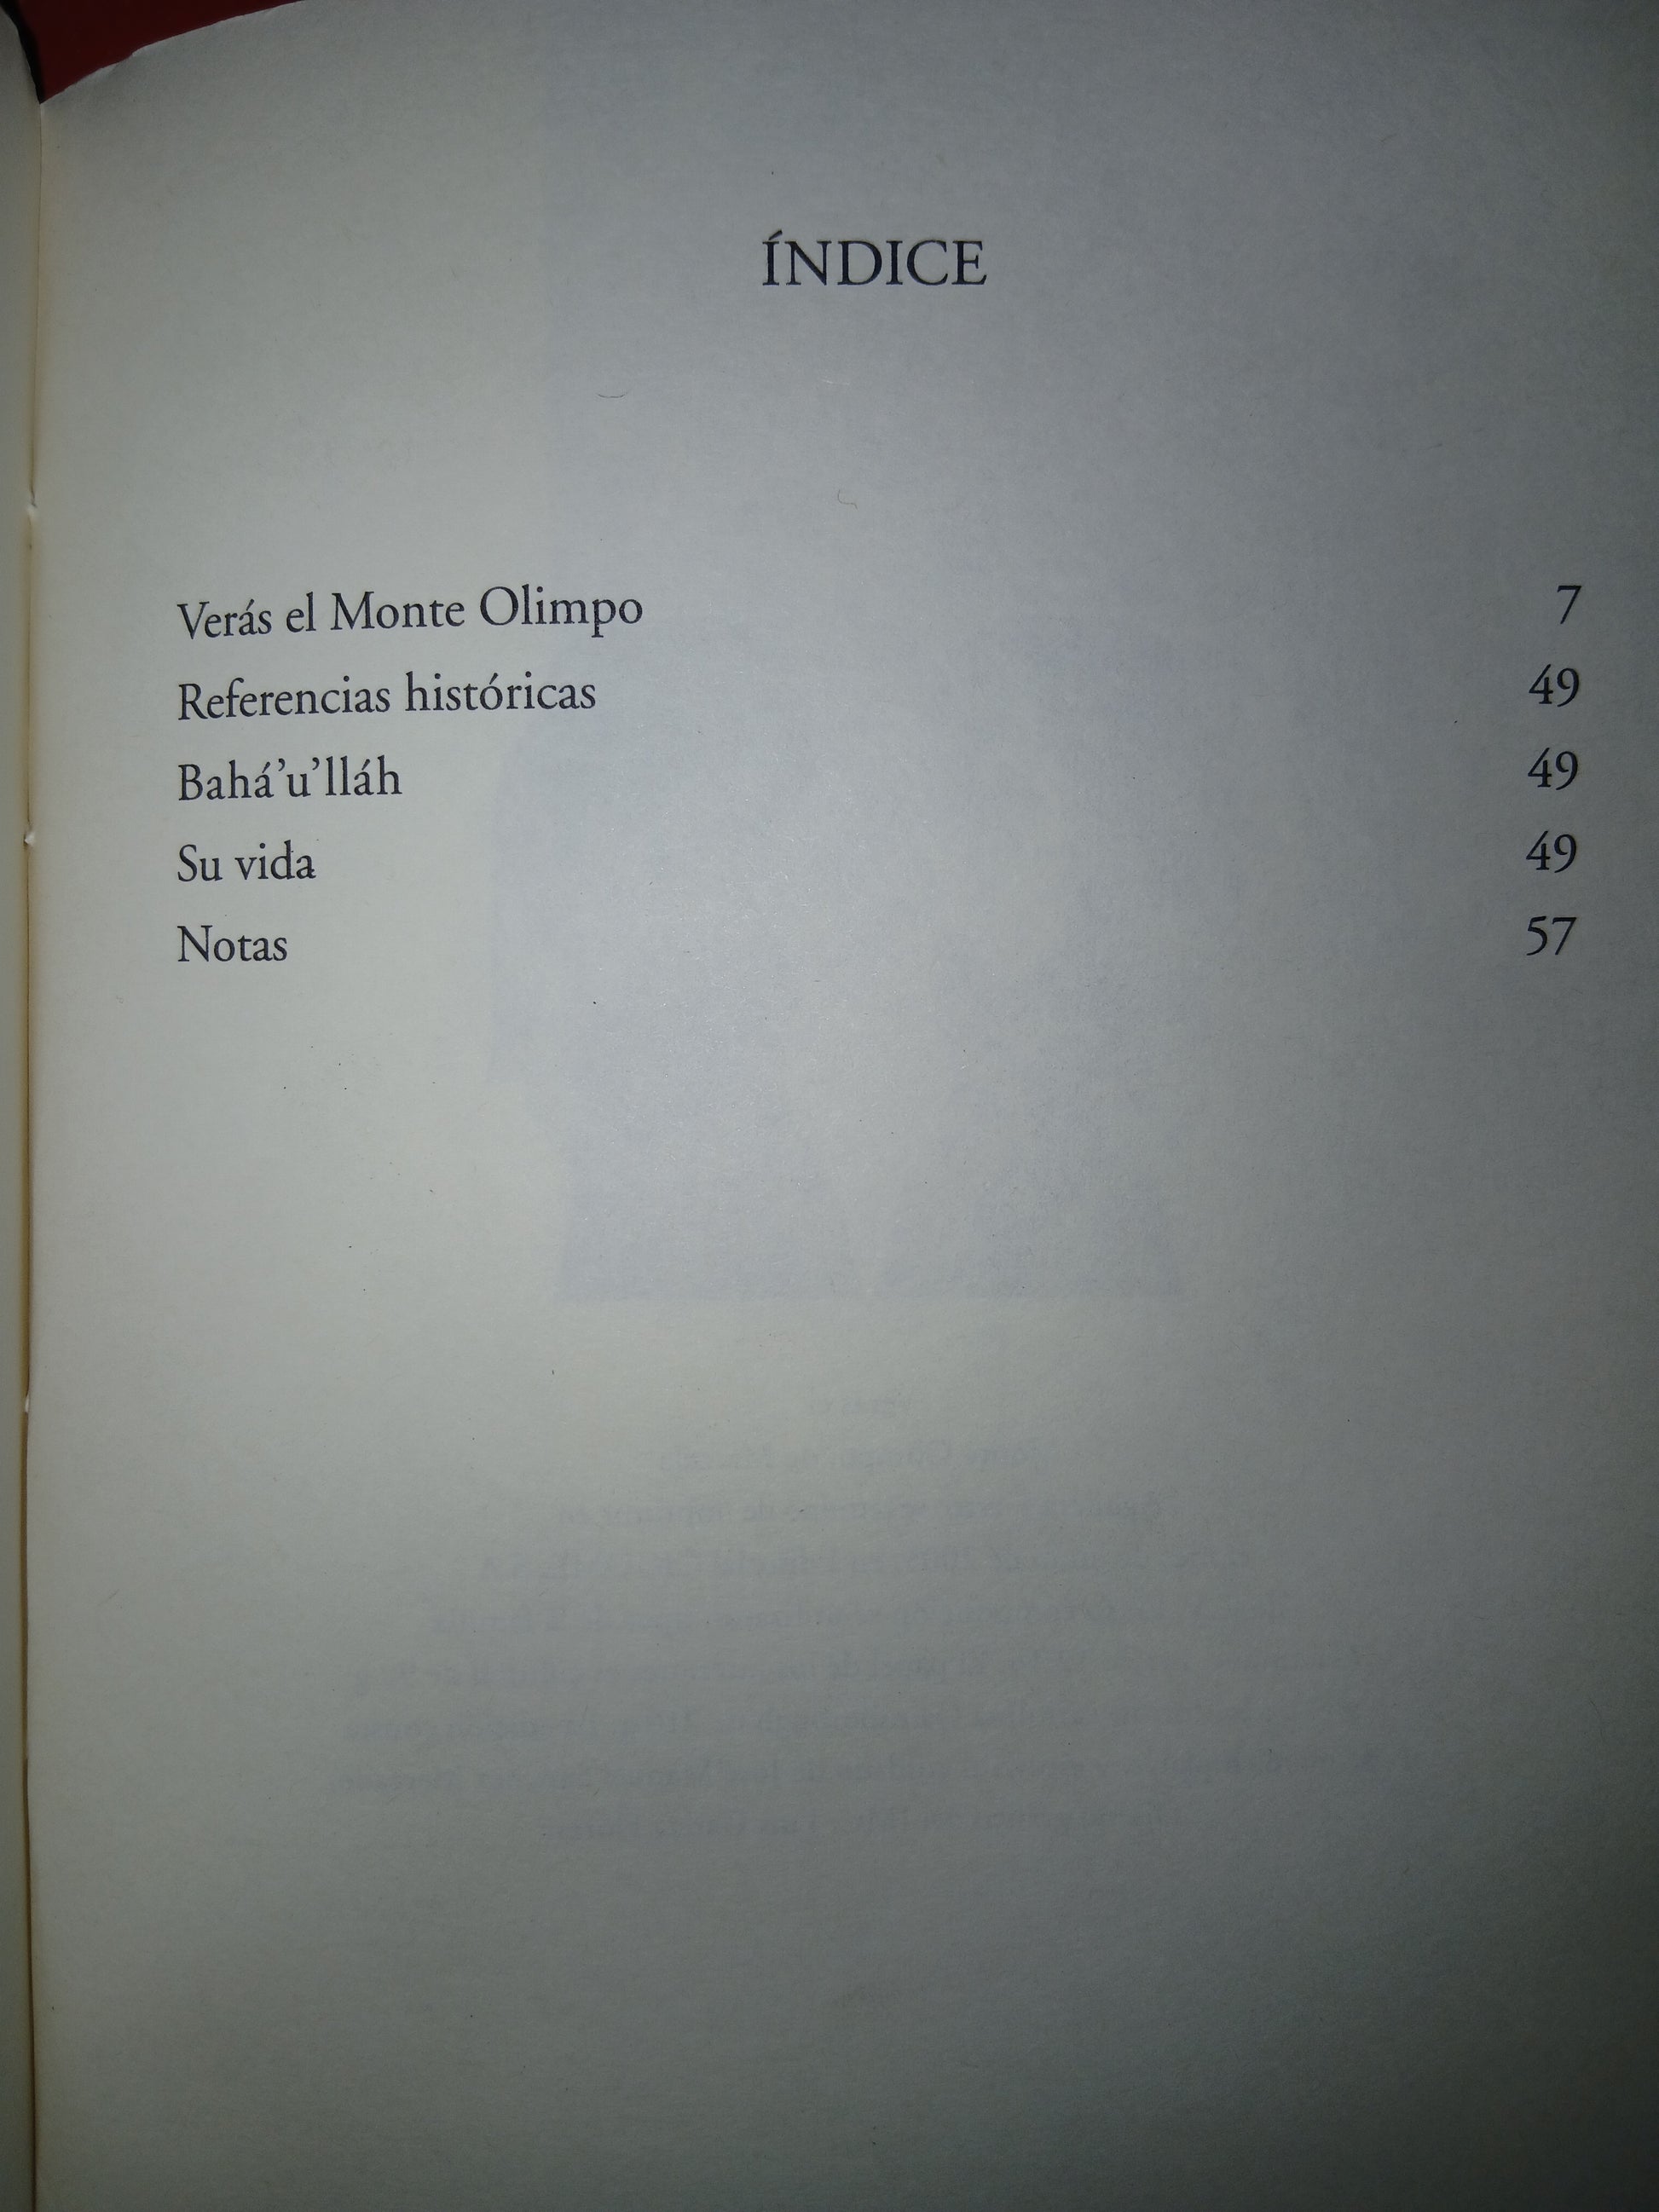 ÍNDICE
Verás el Monte Olimpo 7
Referencias históricas 49
Bahá’u’lláh 49
Su vida 49
Notas 57